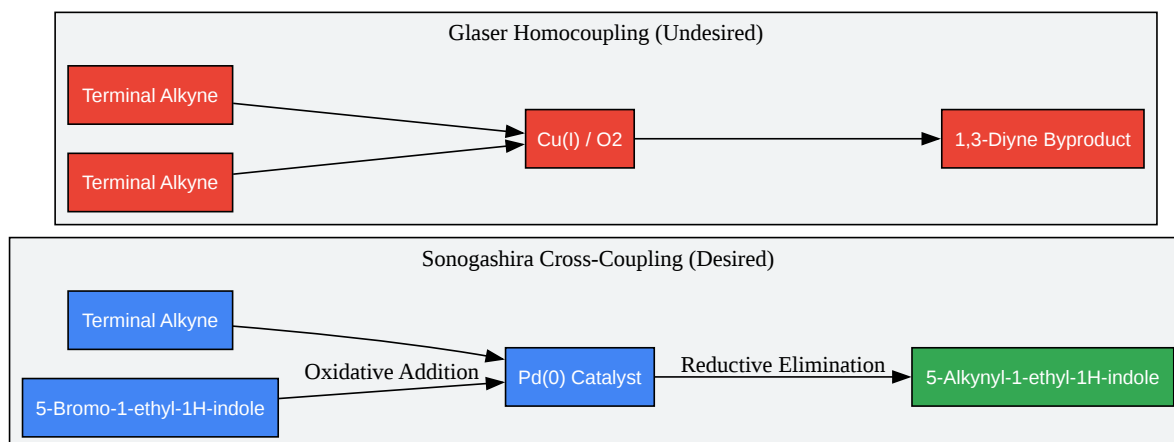 Glaser Homocoupling (Undesired)
Terminal Alkyne
Terminal Alkyne
Cu(I) / O2
1,3-Diyne Byproduct
Sonogashira Cross-Coupling (Desired)
Terminal Alkyne
5-Bromo-1-ethyl-1H-indole
Oxidative Addition
Pd(0) Catalyst
Reductive Elimination
5-Alkynyl-1-ethyl-1H-indole